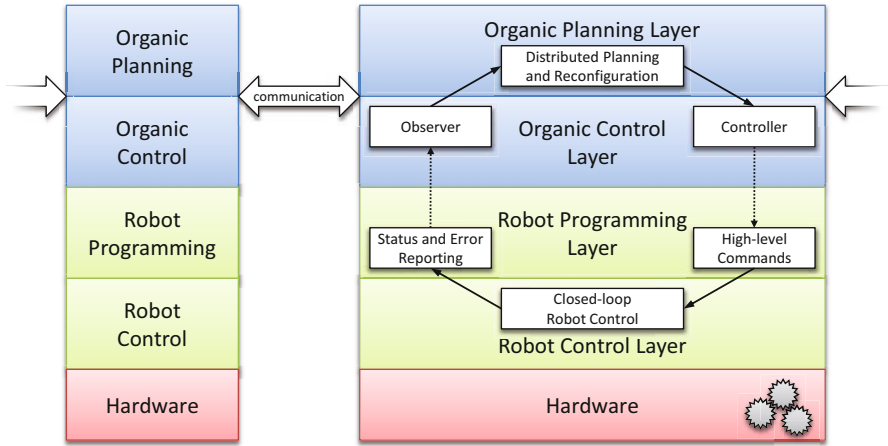 Organic
Planning
Organic
Control
Robot
Programming
Robot
Control
Hardware
communication
Organic Planning Layer
Distributed Planning
and Reconfiguration
Observer
Organic Control
Layer
Controller
Robot Programming
Layer
Status and Error
Reporting
High-level
Commands
Closed-loop
Robot Control
Robot Control Layer
Hardware